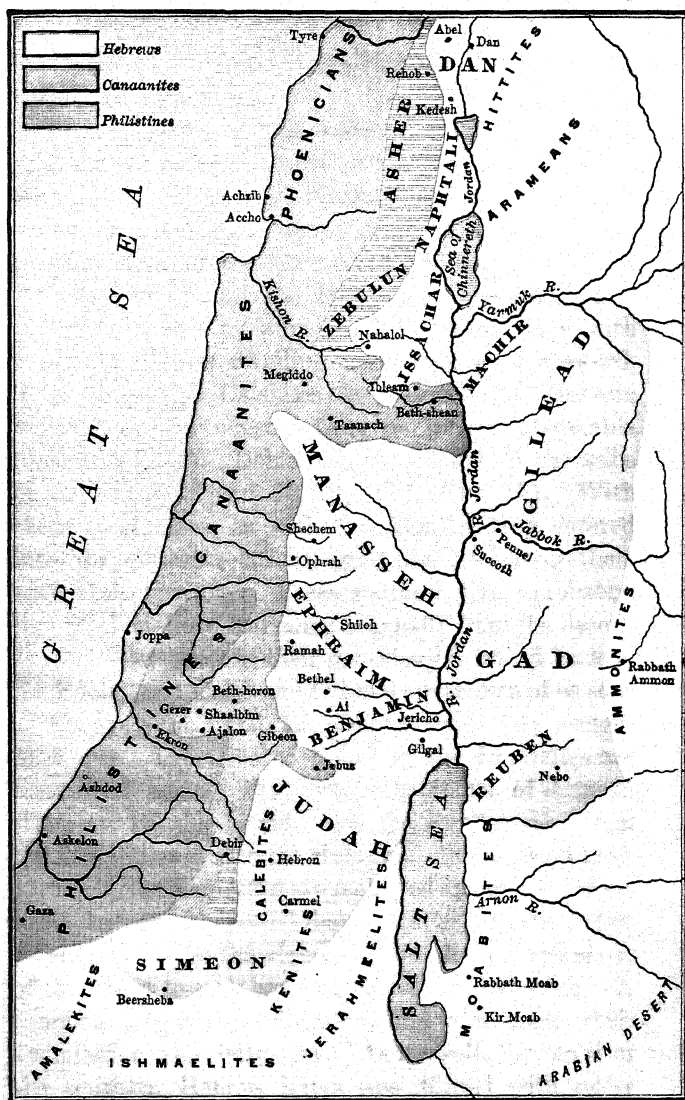 Hebrews
Canaanites
Philistines
Tyre
Abel
Dan
DAN
Rehob
Kedesh
HITTITES
PHOENICIANS
ASHER
NAPHTALI
Jordan
ARAMEANS
Achzib
Accho
Sea of
Chinnereth
GREAT SEA
Kishon R.
ZEBULUN
ISSACHAR
Yarmuk R.
Nahalol
MACHIR
GILEAD
CANAANITES
Megiddo
Ibleam
Beth-shean
Taanach
MANASSEH
R. Jordan
Jabbok R.
Shechem
Penuel
Succoth
Ophrah
EPHRAIM
Shiloh
Joppa
Ramah
GAD
AMMONITES
Rabbath
Ammon
R. Jordan
Bethel
Beth-horon
Ai
BENJAMIN
Gezer
Shaalbim
Jericho
Ekron
Ajalon
Gibeon
Gilgal
REUBEN
Jebus
Nebo
PHILISTINES
Ashdod
JUDAH
SALT SEA
Askelon
Debir
Hebron
CALEBITES
Carmel
MOABITES
Arnon R.
Gaza
KENITES
JERAHMEELITES
SIMEON
Beersheba
Rabbath Moab
Kir Moab
AMALEKITES
ISHMAELITES
ARABIAN DESERT